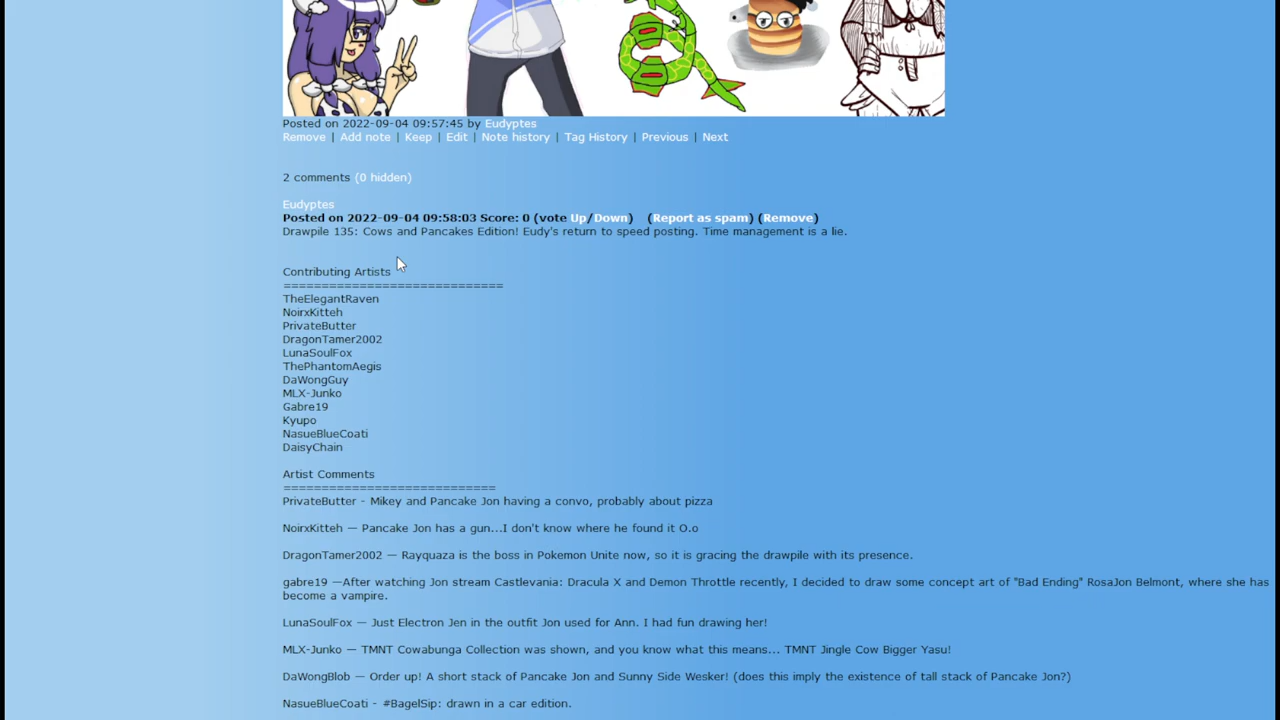 Posted on 2022-09-04 09:57:45 by Eudyptes
Remove | Add note | Keep | Edit | Note history | Tag History | Previous | Next
2 comments (0 hidden)
Eudyptes
Posted on 2022-09-04 09:58:03 Score: 0 (vote Up/Down) (Report as spam) (Remove)
Drawpile 135: Cows and Pancakes Edition! Eudy's return to speed posting. Time management is a lie.
Contributing Artists
=============================
TheElegantRaven
NoirxKitteh
PrivateButter
DragonTamer2002
LunaSoulFox
ThePhantomAegis
DaWongGuy
MLX-Junko
Gabre19
Kyupo
NasueBlueCoati
DaisyChain
Artist Comments
============================
PrivateButter - Mikey and Pancake Jon having a convo, probably about pizza
NoirxKitteh — Pancake Jon has a gun...I don't know where he found it O.o
DragonTamer2002 — Rayquaza is the boss in Pokemon Unite now, so it is gracing the drawpile with its presence.
gabre19 —After watching Jon stream Castlevania: Dracula X and Demon Throttle recently, I decided to draw some concept art of "Bad Ending" RosaJon Belmont, where she has
become a vampire.
LunaSoulFox — Just Electron Jen in the outfit Jon used for Ann. I had fun drawing her!
MLX-Junko — TMNT Cowabunga Collection was shown, and you know what this means... TMNT Jingle Cow Bigger Yasu!
DaWongBlob — Order up! A short stack of Pancake Jon and Sunny Side Wesker! (does this imply the existence of tall stack of Pancake Jon?)
NasueBlueCoati - #BagelSip: drawn in a car edition.